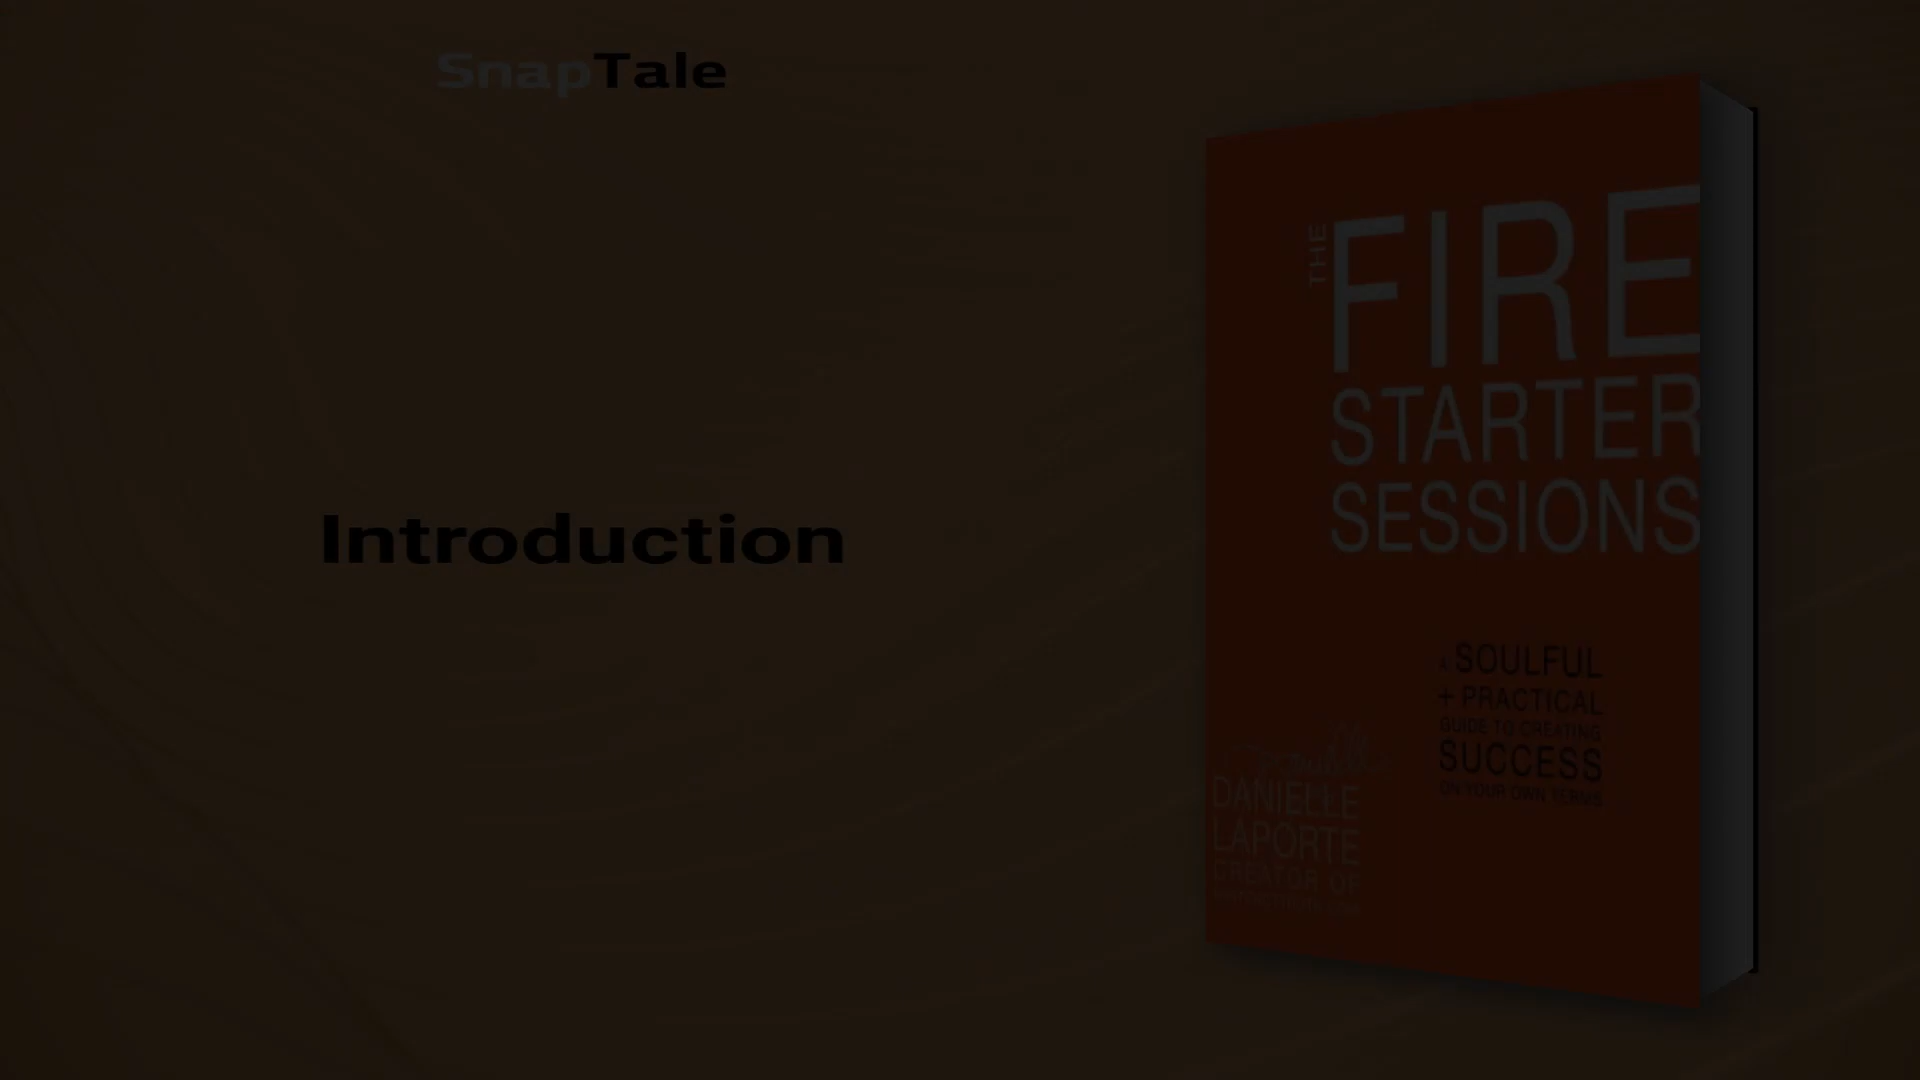 SnapTale
Introduction
THE
FIRE
STARTER
SESSIONS
A SOULFUL
+ PRACTICAL
GUIDE TO CREATING
SUCCESS
ON YOUR OWN TERMS
DANIELLE
LAPORTE
CREATOR OF